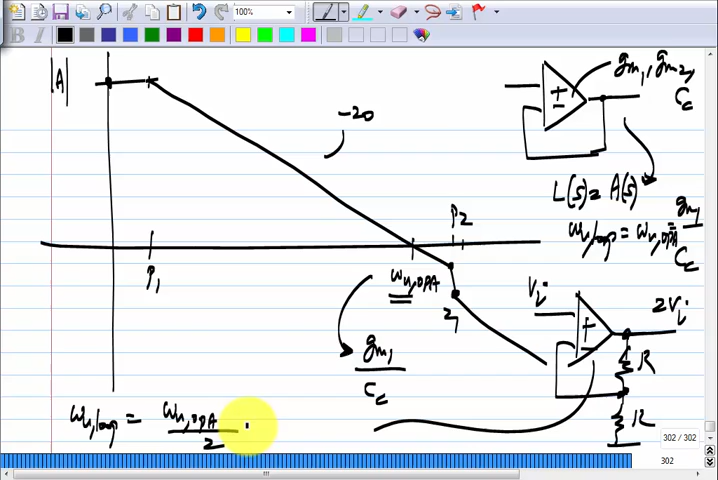 100%
|A|
-20
gm1, gm2,
Cc
L(s) = A(s)
ωu,loop = ωu,OPA = gm1
Cc
P2
P1
ωu,OPA
z1
gm1
Cc
Vi
2Vi
R
R
ωu,loop = ωu,OPA
2
302 / 302
302